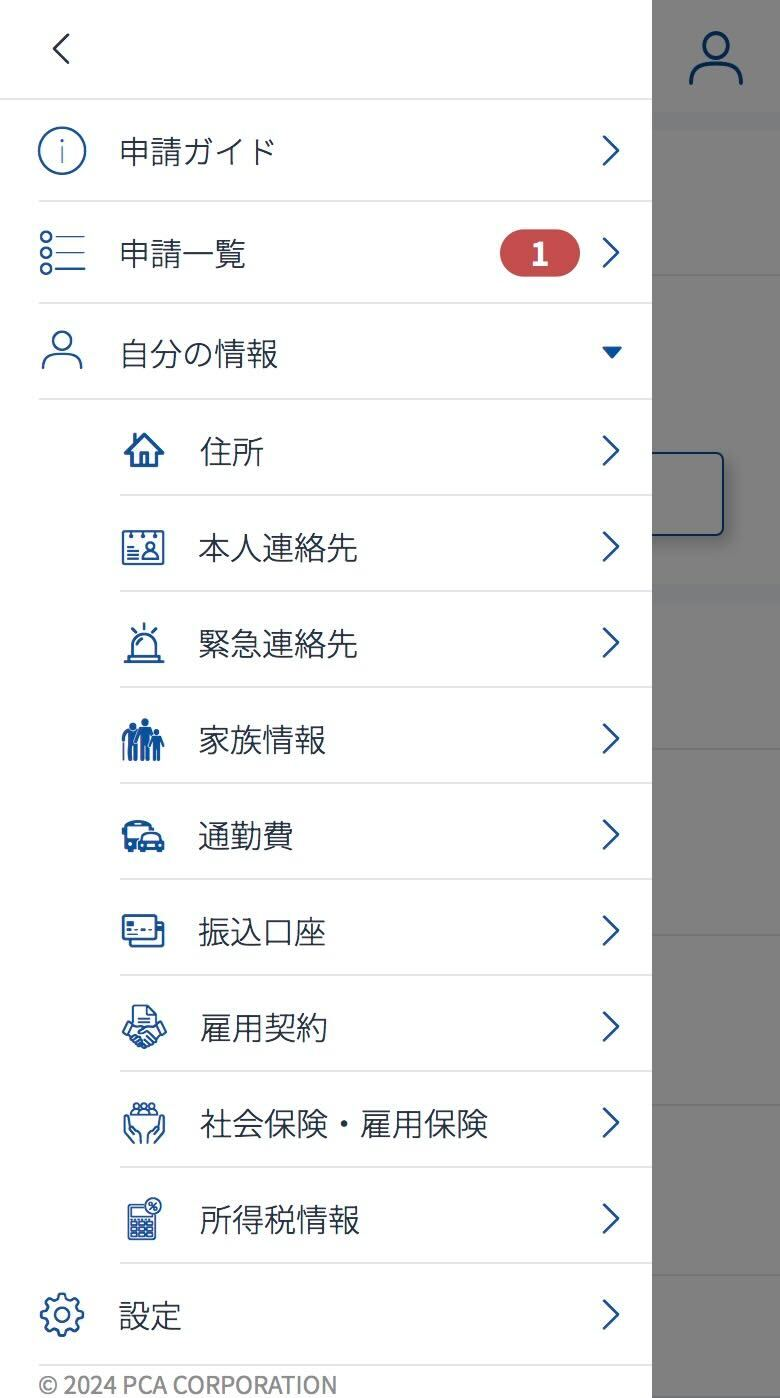 申請ガイド
申請一覧 1
自分の情報
住所
本人連絡先
緊急連絡先
家族情報
通勤費
振込口座
雇用契約
社会保険・雇用保険
所得税情報
設定
© 2024 PCA CORPORATION